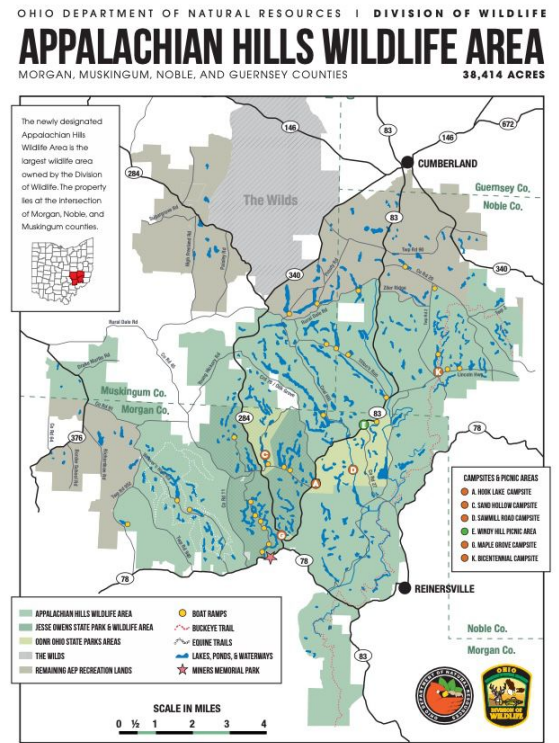 OHIO DEPARTMENT OF NATURAL RESOURCES | DIVISION OF WILDLIFE
APPALACHIAN HILLS WILDLIFE AREA
MORGAN, MUSKINGUM, NOBLE, AND GUERNSEY COUNTIES
38,414 ACRES
The newly designated
Appalachian Hills
Wildlife Area is the
largest wildlife area
owned by the Division
of Wildlife. The property
lies at the intersection
of Morgan, Noble, and
Muskingum counties.
146
83
146
672
CUMBERLAND
284
The Wilds
Guernsey Co.
Noble Co.
83
340
340
Rural Dale Rd
Muskingum Co.
Morgan Co.
284
83
376
78
K
E
G
D
A
C
CAMPSITES & PICNIC AREAS
A. HOOK LAKE CAMPSITE
C. SAND HOLLOW CAMPSITE
D. SAWMILL ROAD CAMPSITE
E. WINDY HILL PICNIC AREA
G. MAPLE GROVE CAMPSITE
K. BICENTENNIAL CAMPSITE
78
78
REINERSVILLE
Noble Co.
Morgan Co.
83
APPALACHIAN HILLS WILDLIFE AREA
JESSE OWENS STATE PARK & WILDLIFE AREA
ODNR OHIO STATE PARKS AREAS
THE WILDS
REMAINING AEP RECREATION LANDS
BOAT RAMPS
BUCKEYE TRAIL
EQUINE TRAILS
LAKES, PONDS, & WATERWAYS
MINERS MEMORIAL PARK
SCALE IN MILES
0 ½ 1 2 3 4
OHIO
DIVISION OF
WILDLIFE